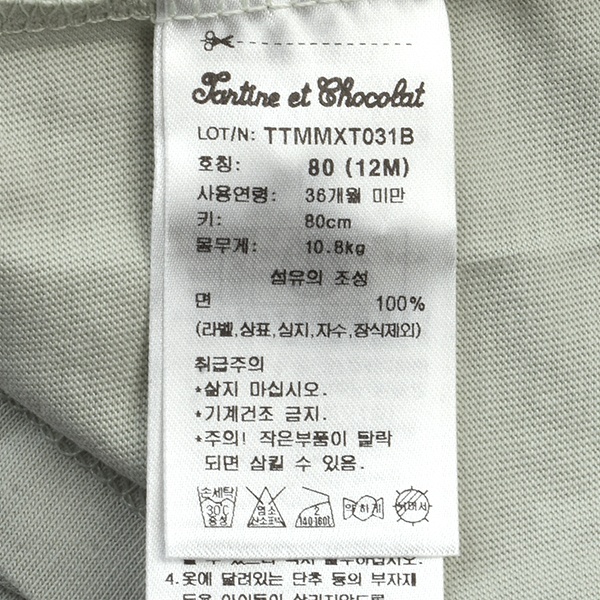 Tartine et Chocolat
LOT/N: TTMMXT031B
호칭: 80 (12M)
사용연령: 36개월 미만
키: 80cm
몸무게: 10.8kg
섬유의 조성
면 100%
(라벨,상표,심지,자수,장식제외)
취급주의
*삶지 마십시오.
*기계건조 금지.
*주의! 작은부품이 탈락
되면 삼킬 수 있음.
손세탁 30℃ 중성
염소 산소표백
2 140-160℃
약하게
뉘어서
4. 옷에 달려있는 단추 등의 부자재